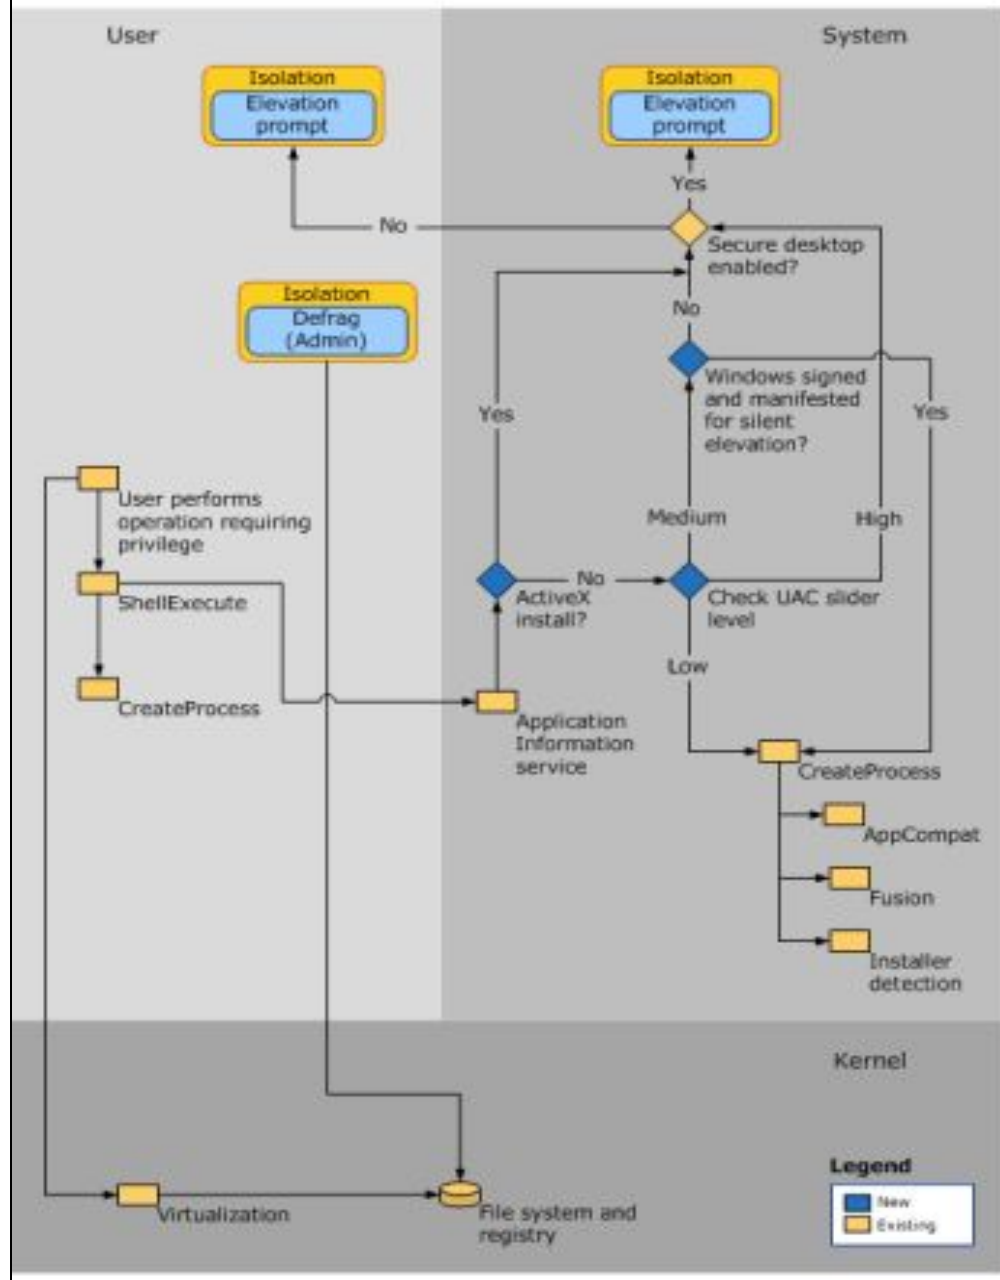 User
System
Isolation
Elevation
prompt
Isolation
Elevation
prompt
Yes
No
Secure desktop
enabled?
Isolation
Defrag
(Admin)
No
Windows signed
and manifested
for silent
elevation?
Yes
Yes
User performs
operation requiring
privilege
Medium
High
ShellExecute
No
ActiveX
install?
Check UAC slider
level
Low
CreateProcess
Application
Information
service
CreateProcess
AppCompat
Fusion
Installer
detection
Kernel
Legend
New
Existing
Virtualization
File system and
registry